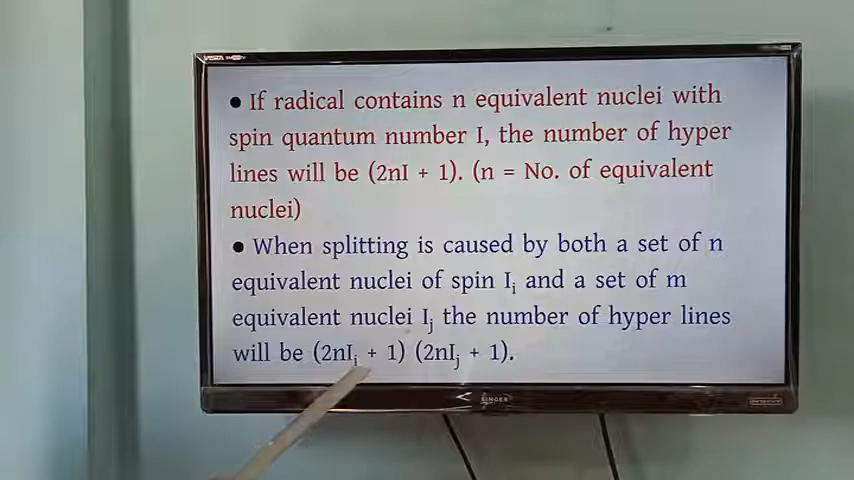 ● If radical contains n equivalent nuclei with
spin quantum number I, the number of hyper
lines will be (2nI + 1). (n = No. of equivalent
nuclei)
● When splitting is caused by both a set of n
equivalent nuclei of spin Iᵢ and a set of m
equivalent nuclei Iⱼ the number of hyper lines
will be (2nIᵢ + 1) (2nIⱼ + 1).
SINGER